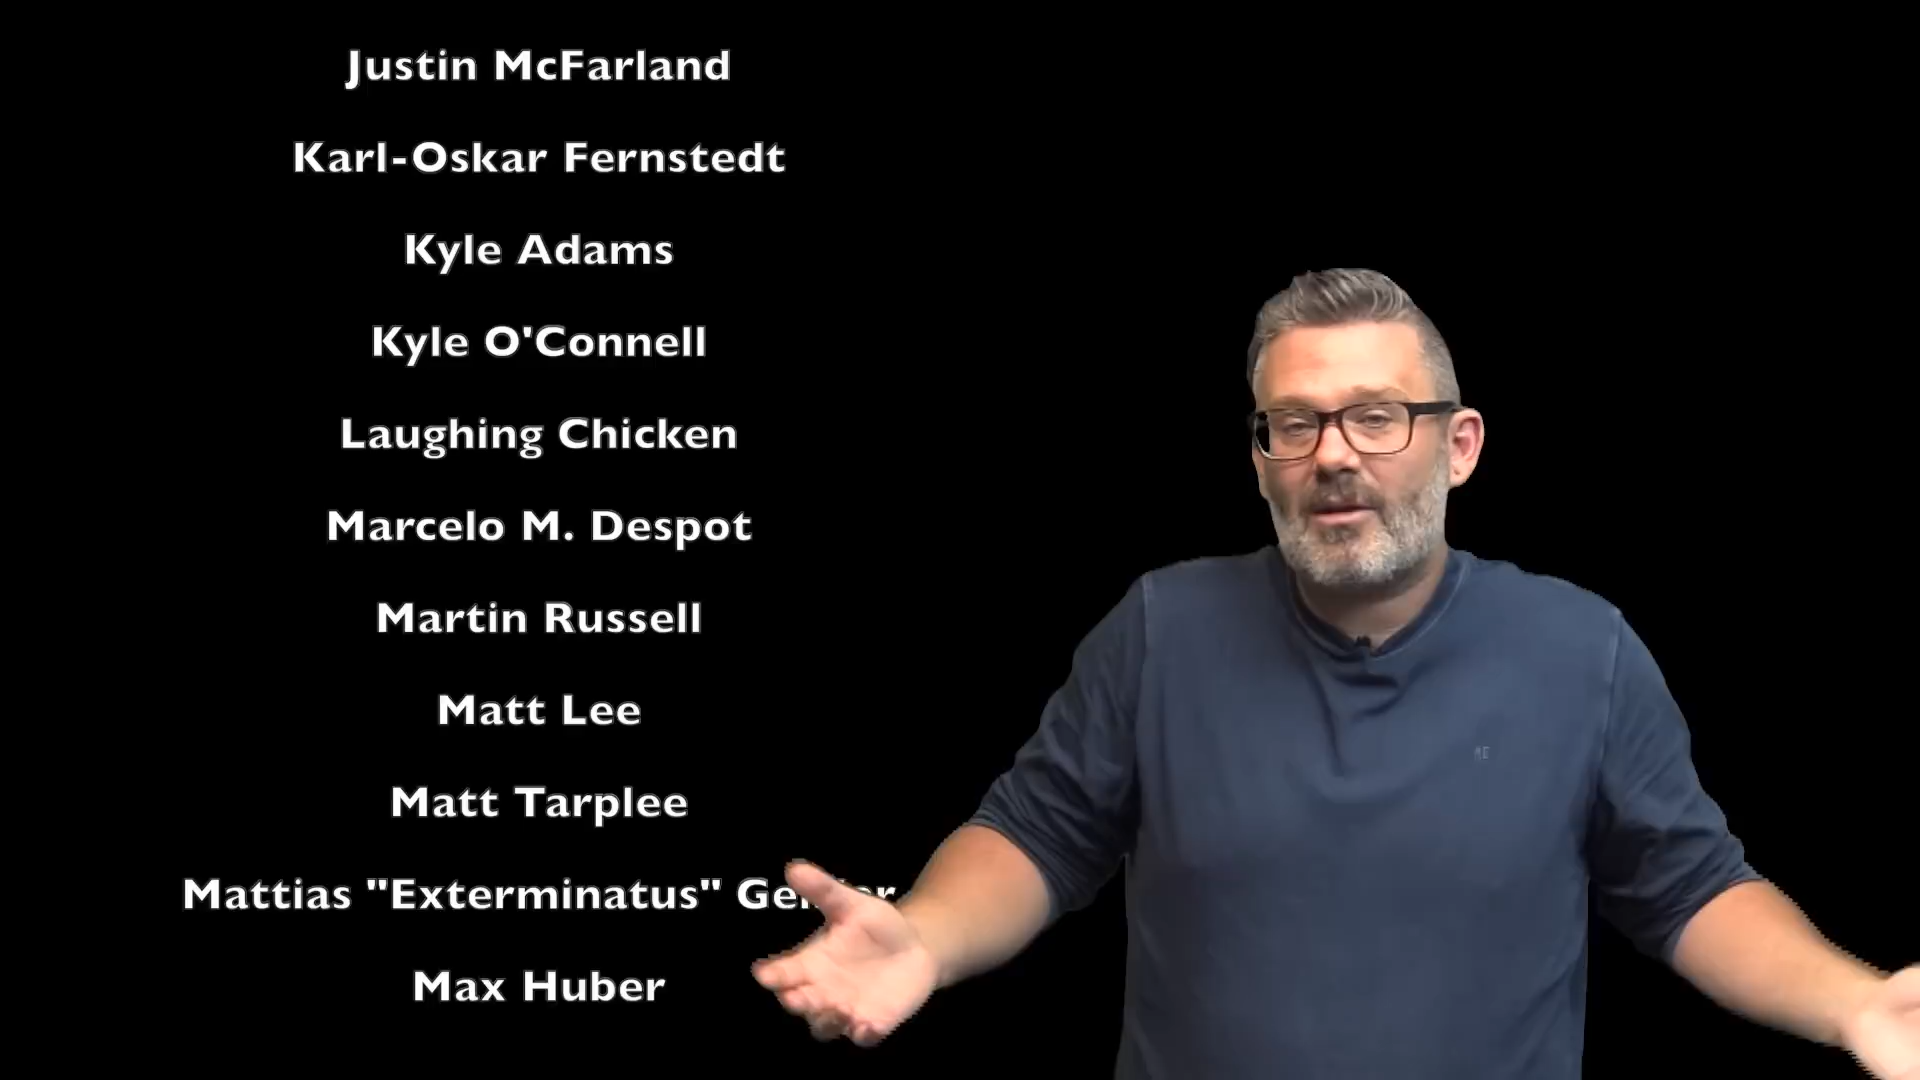 Justin McFarland
Karl-Oskar Fernstedt
Kyle Adams
Kyle O'Connell
Laughing Chicken
Marcelo M. Despot
Martin Russell
Matt Lee
Matt Tarplee
Mattias "Exterminatus"
Max Huber